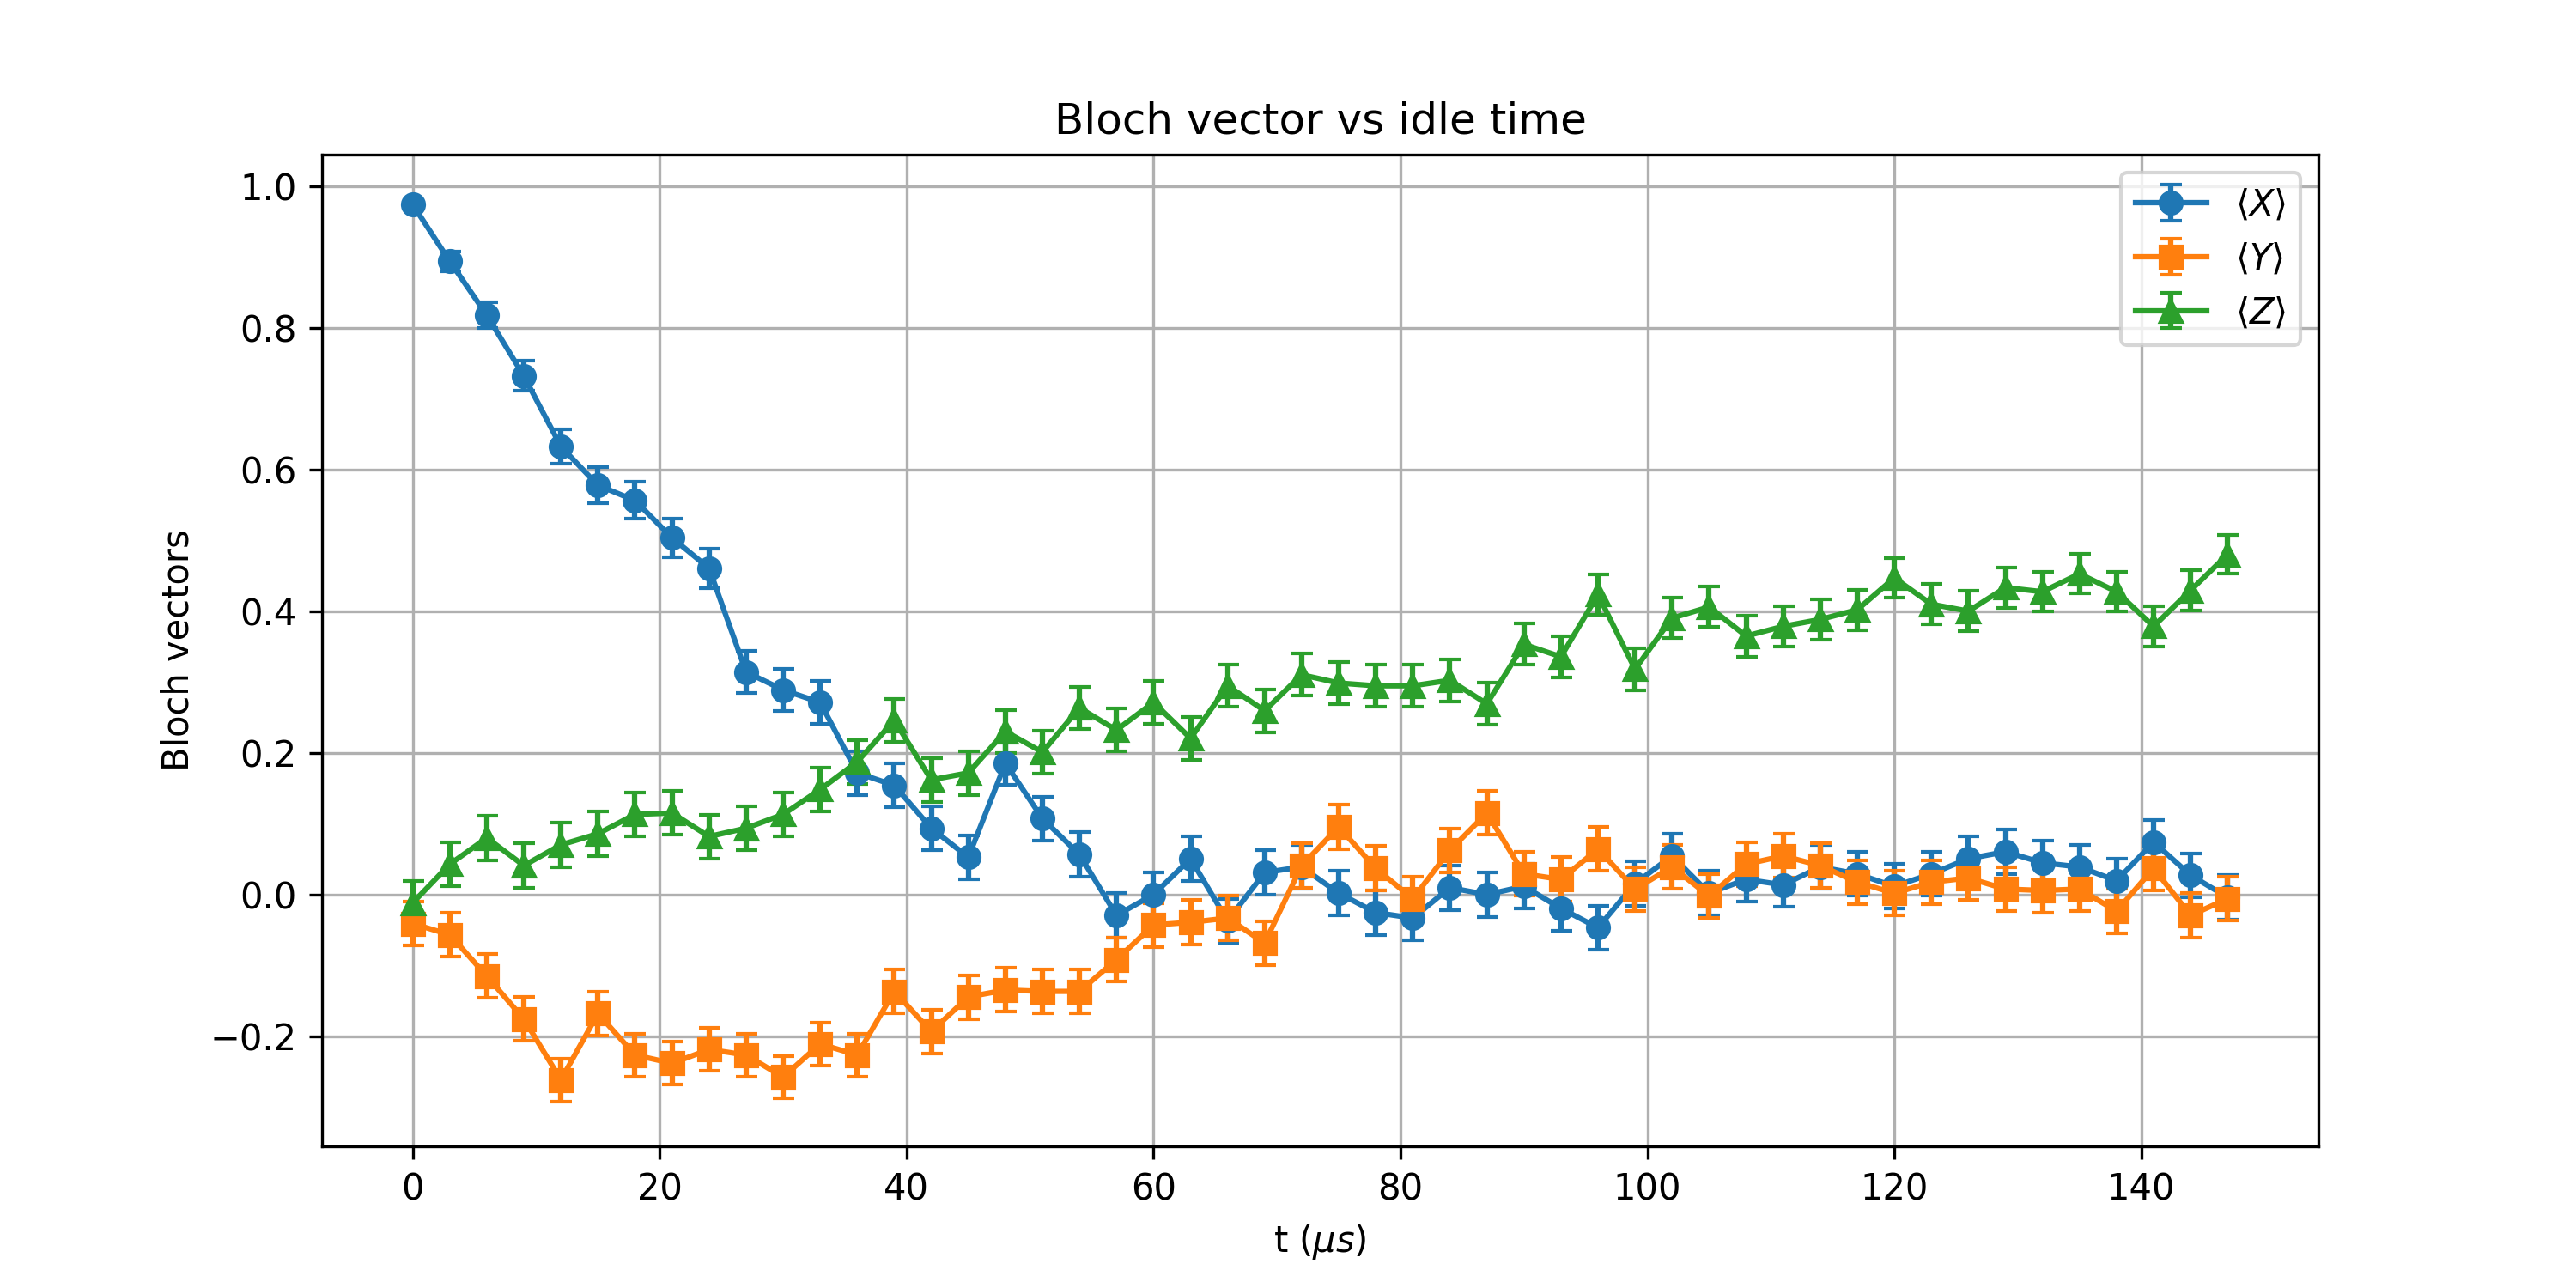 Bloch vector vs idle time
⟨X⟩
⟨Y⟩
⟨Z⟩
1.0
0.8
0.6
0.4
0.2
0.0
−0.2
Bloch vectors
0 20 40 60 80 100 120 140
t (μs)